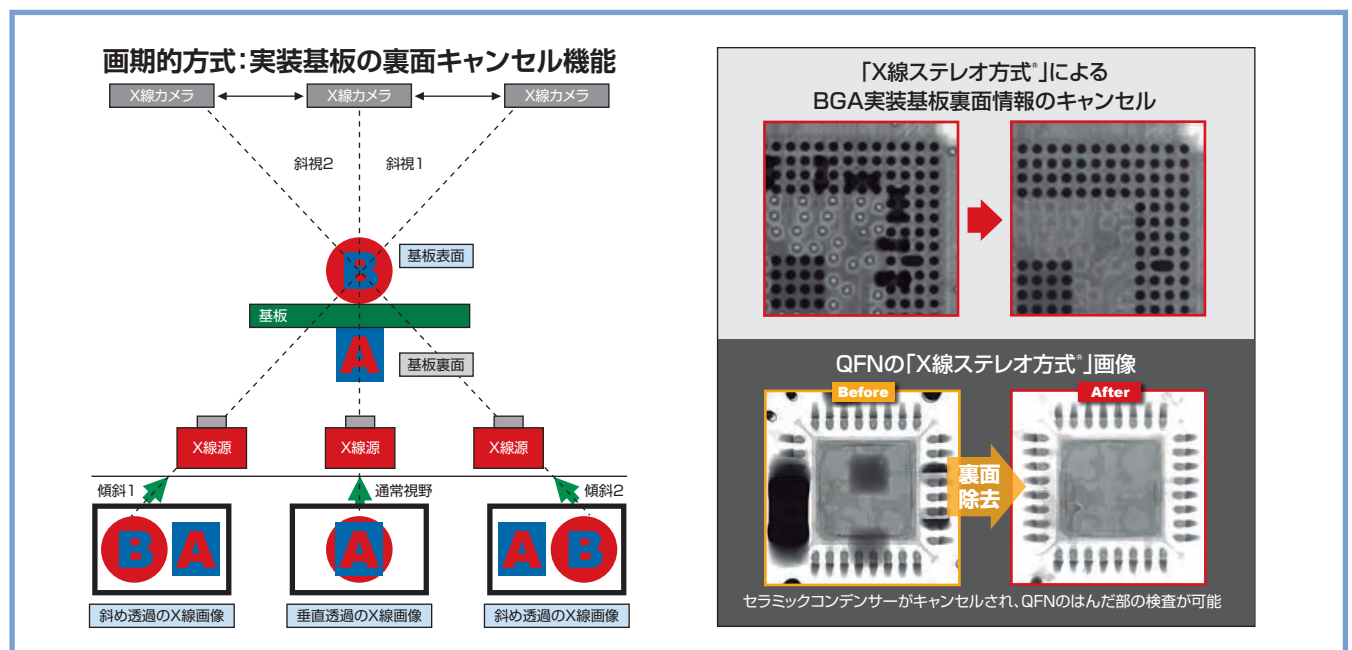 画期的方式：実装基板の裏面キャンセル機能
X線カメラ
X線カメラ
X線カメラ
斜視2
斜視1
B
基板表面
基板
A
基板裏面
X線源
X線源
X線源
傾斜1
通常視野
傾斜2
B A
A
A B
斜め透過のX線画像
垂直透過のX線画像
斜め透過のX線画像
「X線ステレオ方式®」による
BGA実装基板裏面情報のキャンセル
QFNの「X線ステレオ方式®」画像
Before
After
裏面
除去
セラミックコンデンサーがキャンセルされ、QFNのはんだ部の検査が可能